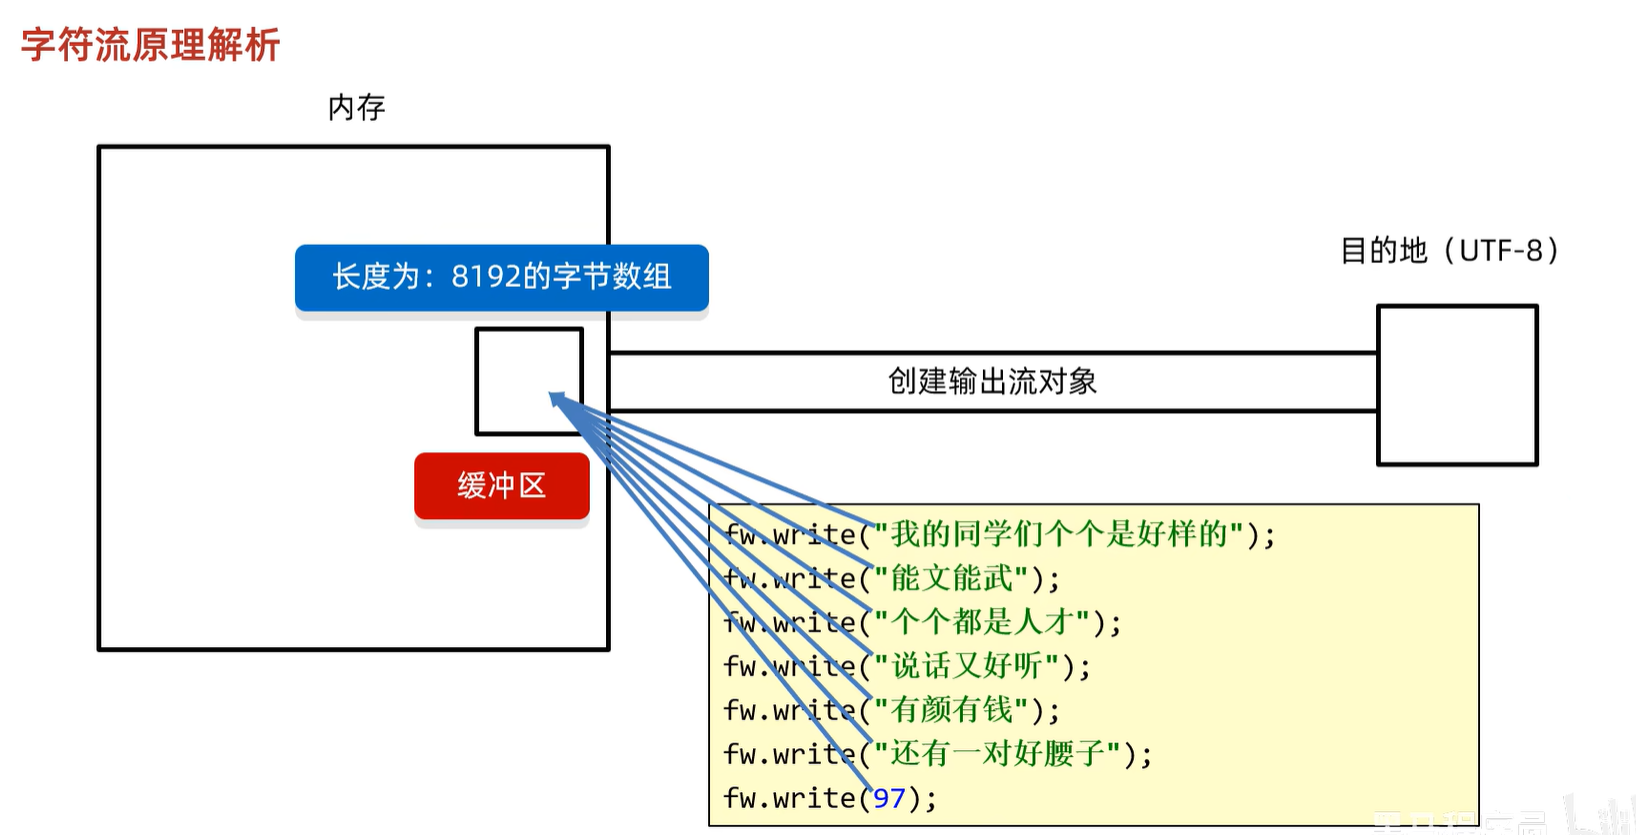 字符流原理解析
内存
长度为：8192的字节数组
目的地（UTF-8）
创建输出流对象
缓冲区
fw.write("我的同学们个个是好样的");
fw.write("能文能武");
fw.write("个个都是人才");
fw.write("说话又好听");
fw.write("有颜有钱");
fw.write("还有一对好腰子");
fw.write(97);